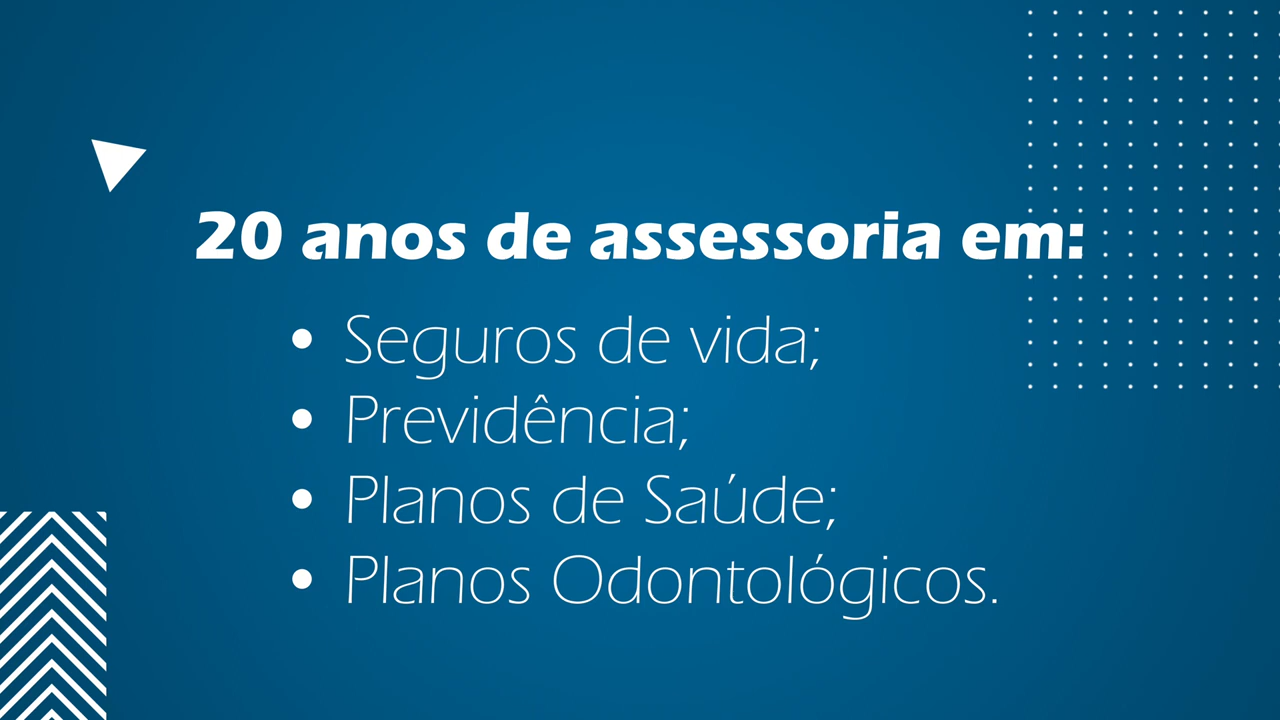 20 anos de assessoria em:
• Seguros de vida;
• Previdência;
• Planos de Saúde;
• Planos Odontológicos.